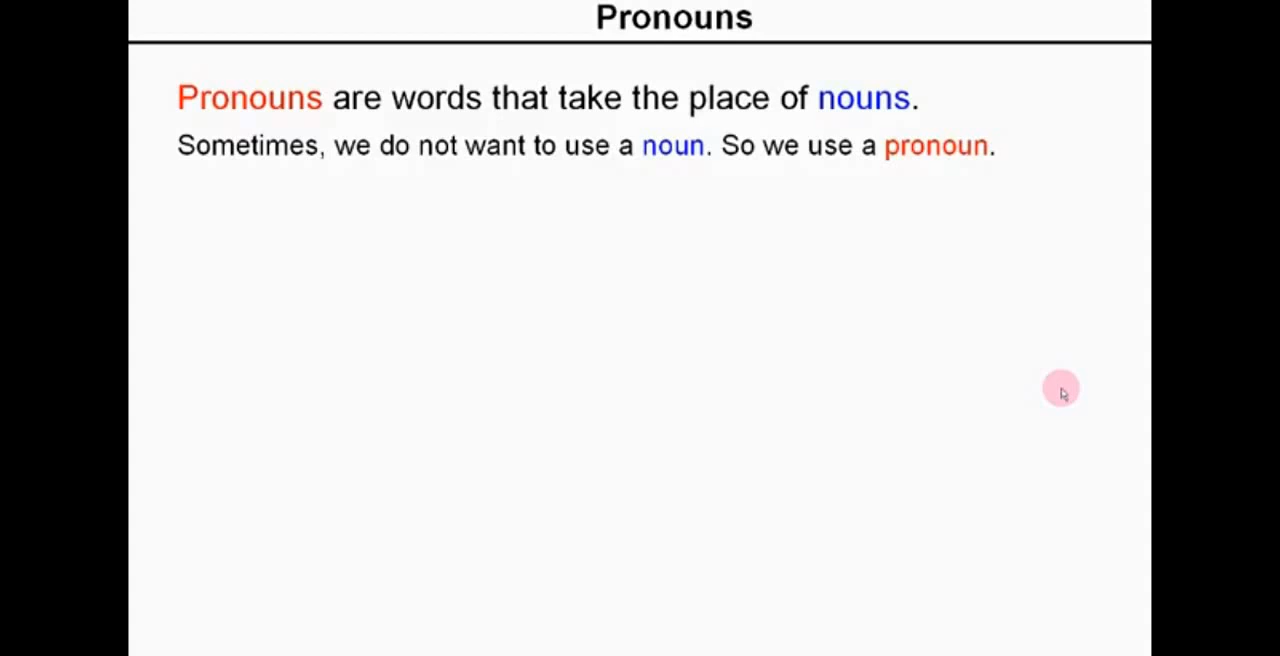 Pronouns
Pronouns are words that take the place of nouns.
Sometimes, we do not want to use a noun. So we use a pronoun.